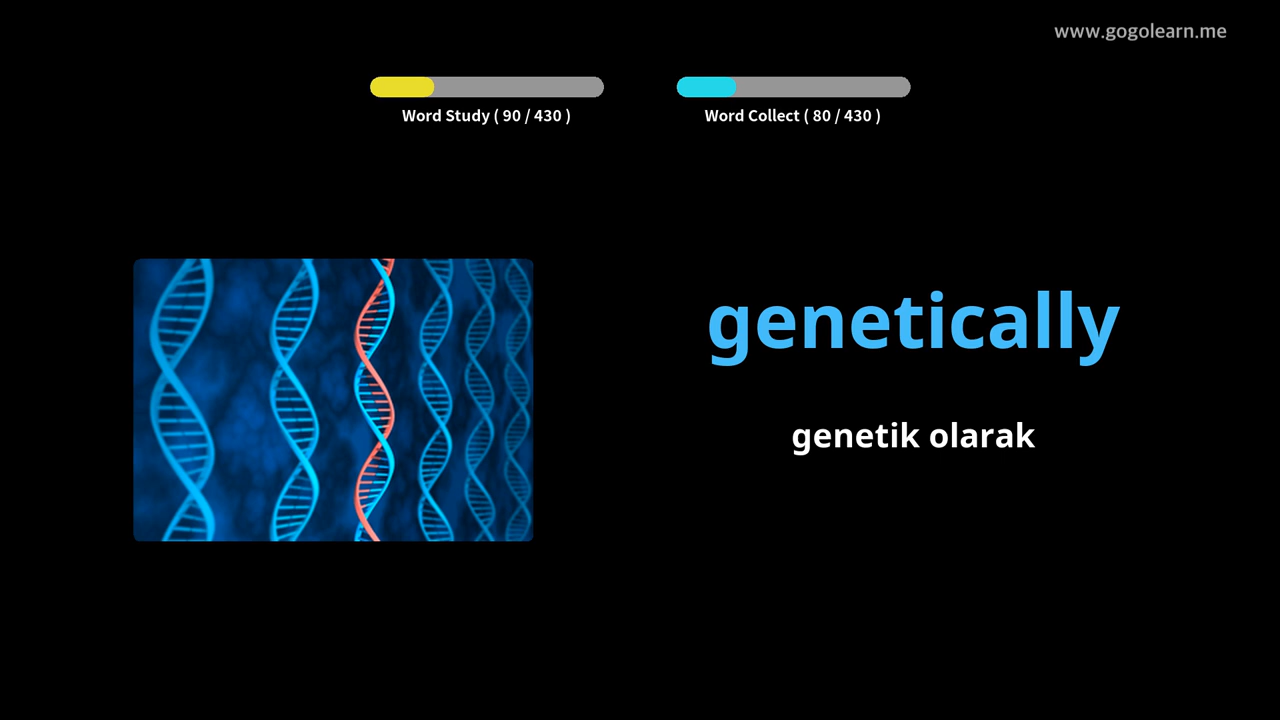 www.gogolearn.me
Word Study ( 90 / 430 )
Word Collect ( 80 / 430 )
genetically
genetik olarak